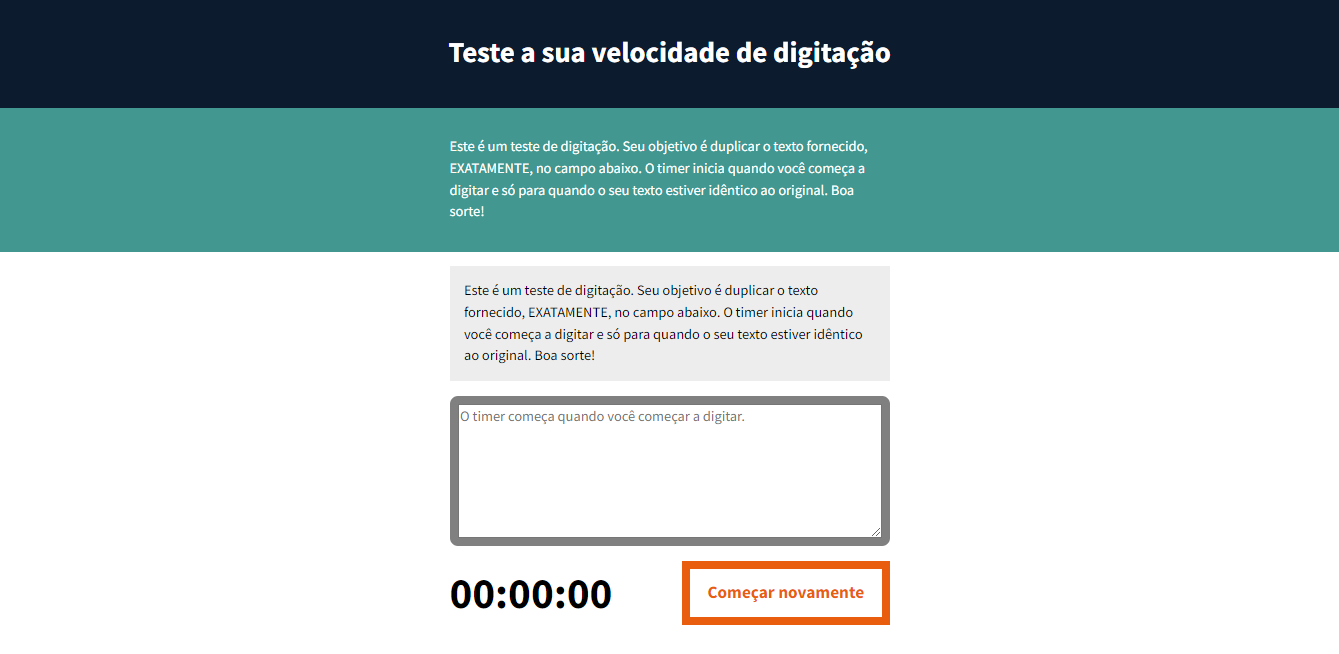 Teste a sua velocidade de digitação
Este é um teste de digitação. Seu objetivo é duplicar o texto fornecido,
EXATAMENTE, no campo abaixo. O timer inicia quando você começa a
digitar e só para quando o seu texto estiver idêntico ao original. Boa
sorte!
Este é um teste de digitação. Seu objetivo é duplicar o texto
fornecido, EXATAMENTE, no campo abaixo. O timer inicia quando
você começa a digitar e só para quando o seu texto estiver idêntico
ao original. Boa sorte!
O timer começa quando você começar a digitar.
00:00:00
Começar novamente